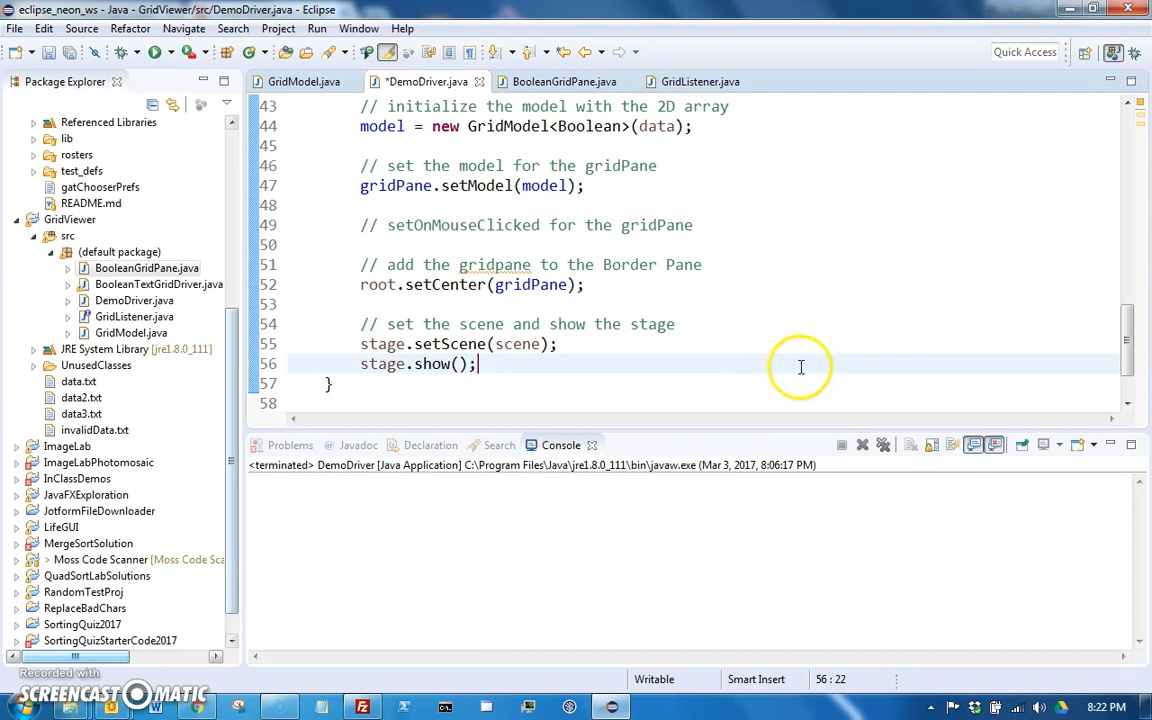 eclipse_neon_ws - Java - GridViewer/src/DemoDriver.java - Eclipse
File Edit Source Refactor Navigate Search Project Run Window Help
Quick Access
Package Explorer
GridModel.java *DemoDriver.java BooleanGridPane.java GridListener.java
Referenced Libraries
lib
rosters
test_defs
gatChooserPrefs
README.md
GridViewer
src
(default package)
BooleanGridPane.java
BooleanTextGridDriver.java
DemoDriver.java
GridListener.java
GridModel.java
JRE System Library [jre1.8.0_111]
UnusedClasses
data.txt
data2.txt
data3.txt
invalidData.txt
ImageLab
ImageLabPhotomosaic
InClassDemos
JavaFXExploration
JotformFileDownloader
LifeGUI
MergeSortLabSolutions
> Moss Code Scanner [Moss Code Sca
QuadSortLabSolutions
RandomTestProj
ReplaceBadChars
SortingQuiz2017
SortingQuizStarterCode2017
43 // initialize the model with the 2D array
44 model = new GridModel<Boolean>(data);
45
46 // set the model for the gridPane
47 gridPane.setModel(model);
48
49 // setOnMouseClicked for the gridPane
50
51 // add the gridpane to the Border Pane
52 root.setCenter(gridPane);
53
54 // set the scene and show the stage
55 stage.setScene(scene);
56 stage.show();
57 }
58
Problems Javadoc Declaration Search Console
<terminated> DemoDriver [Java Application] C:\Program Files\Java\jre1.8.0_111\bin\javaw.exe (Mar 3, 2017, 8:06:17 PM)
Writable Smart Insert 56 : 22
Recorded with
SCREENCAST MATIC
8:22 PM